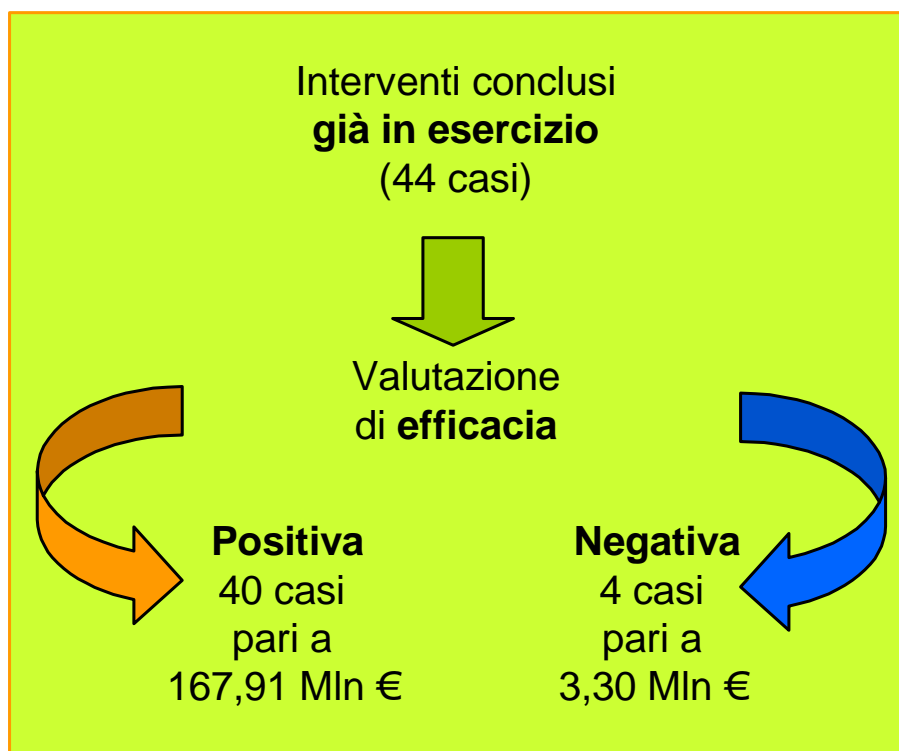 Interventi conclusi
già in esercizio
(44 casi)
Valutazione
di efficacia
Positiva
40 casi
pari a
167,91 Mln €
Negativa
4 casi
pari a
3,30 Mln €